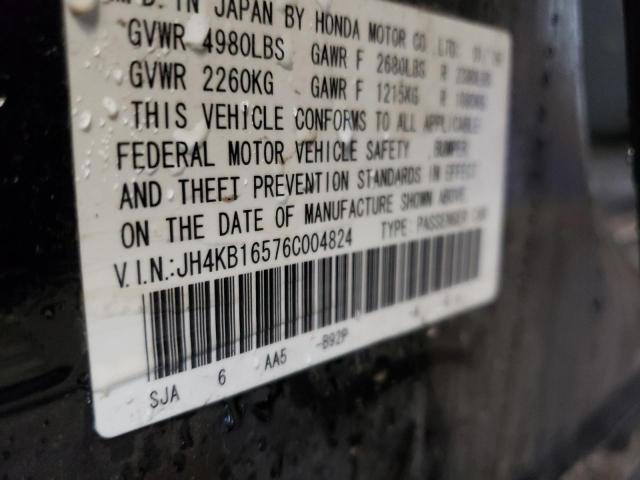 IN JAPAN BY HONDA MOTOR CO. LTD.
GVWR 4980LBS GAWR F 2680LBS R
GVWR 2260KG GAWR F 1215KG R
THIS VEHICLE CONFORMS TO ALL APPLICABLE
FEDERAL MOTOR VEHICLE SAFETY, BUMPER,
AND THEFT PREVENTION STANDARDS IN EFFECT
ON THE DATE OF MANUFACTURE SHOWN ABOVE.
V.I.N.:JH4KB16576C004824 TYPE: PASSENGER CAR
SJA 6 AA5 -B92P